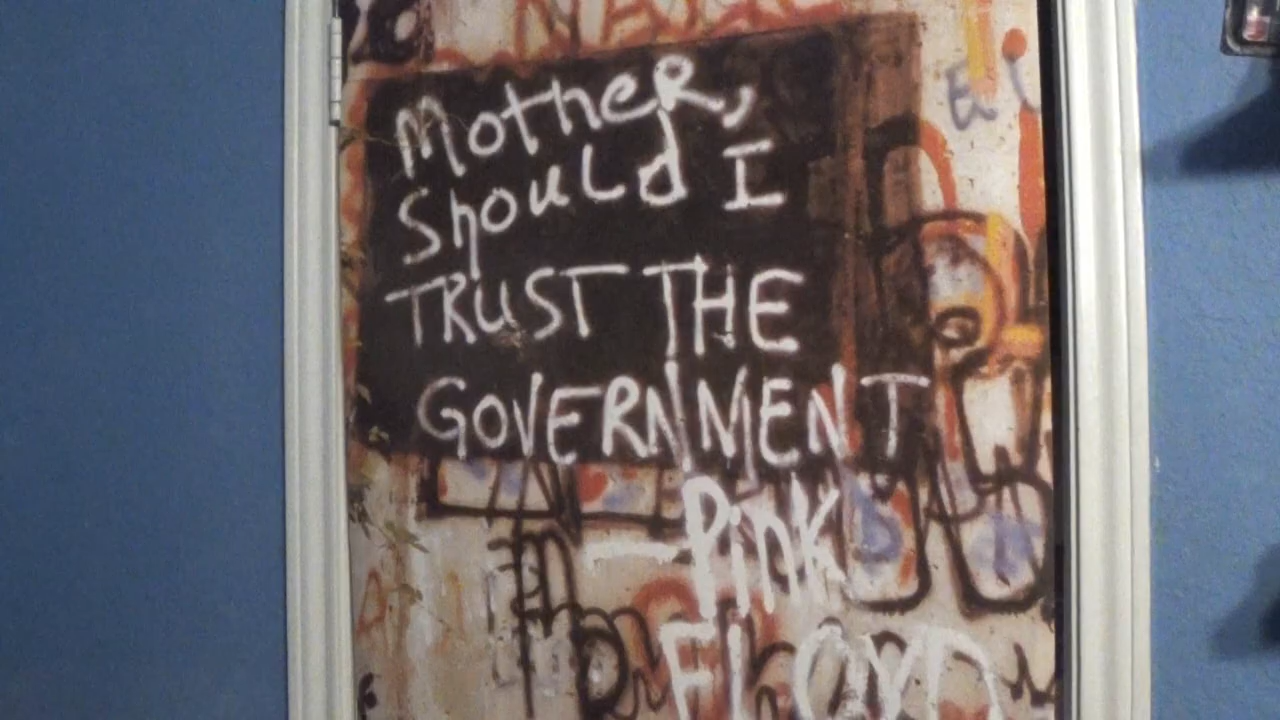 Mother,
Should I
TRUST THE
GOVERNMENT
—Pink
FLOYD